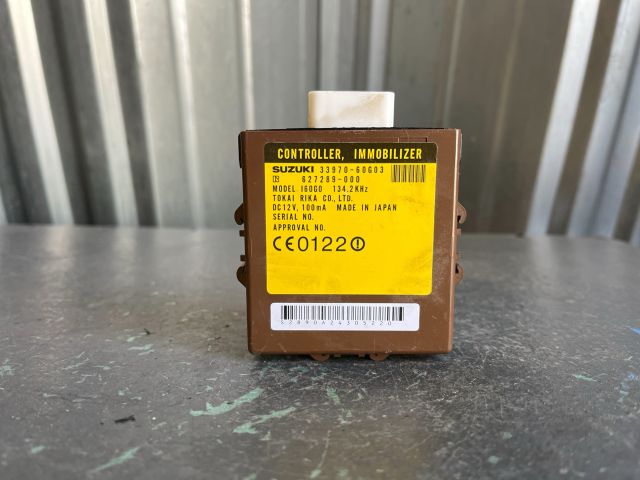 CONTROLLER, IMMOBILIZER
SUZUKI 33970-60G03
627289-000
MODEL I60G0 134.2KHz
TOKAI RIKA CO., LTD.
DC12V, 100mA MADE IN JAPAN
SERIAL NO.
APPROVAL NO.
CE0122